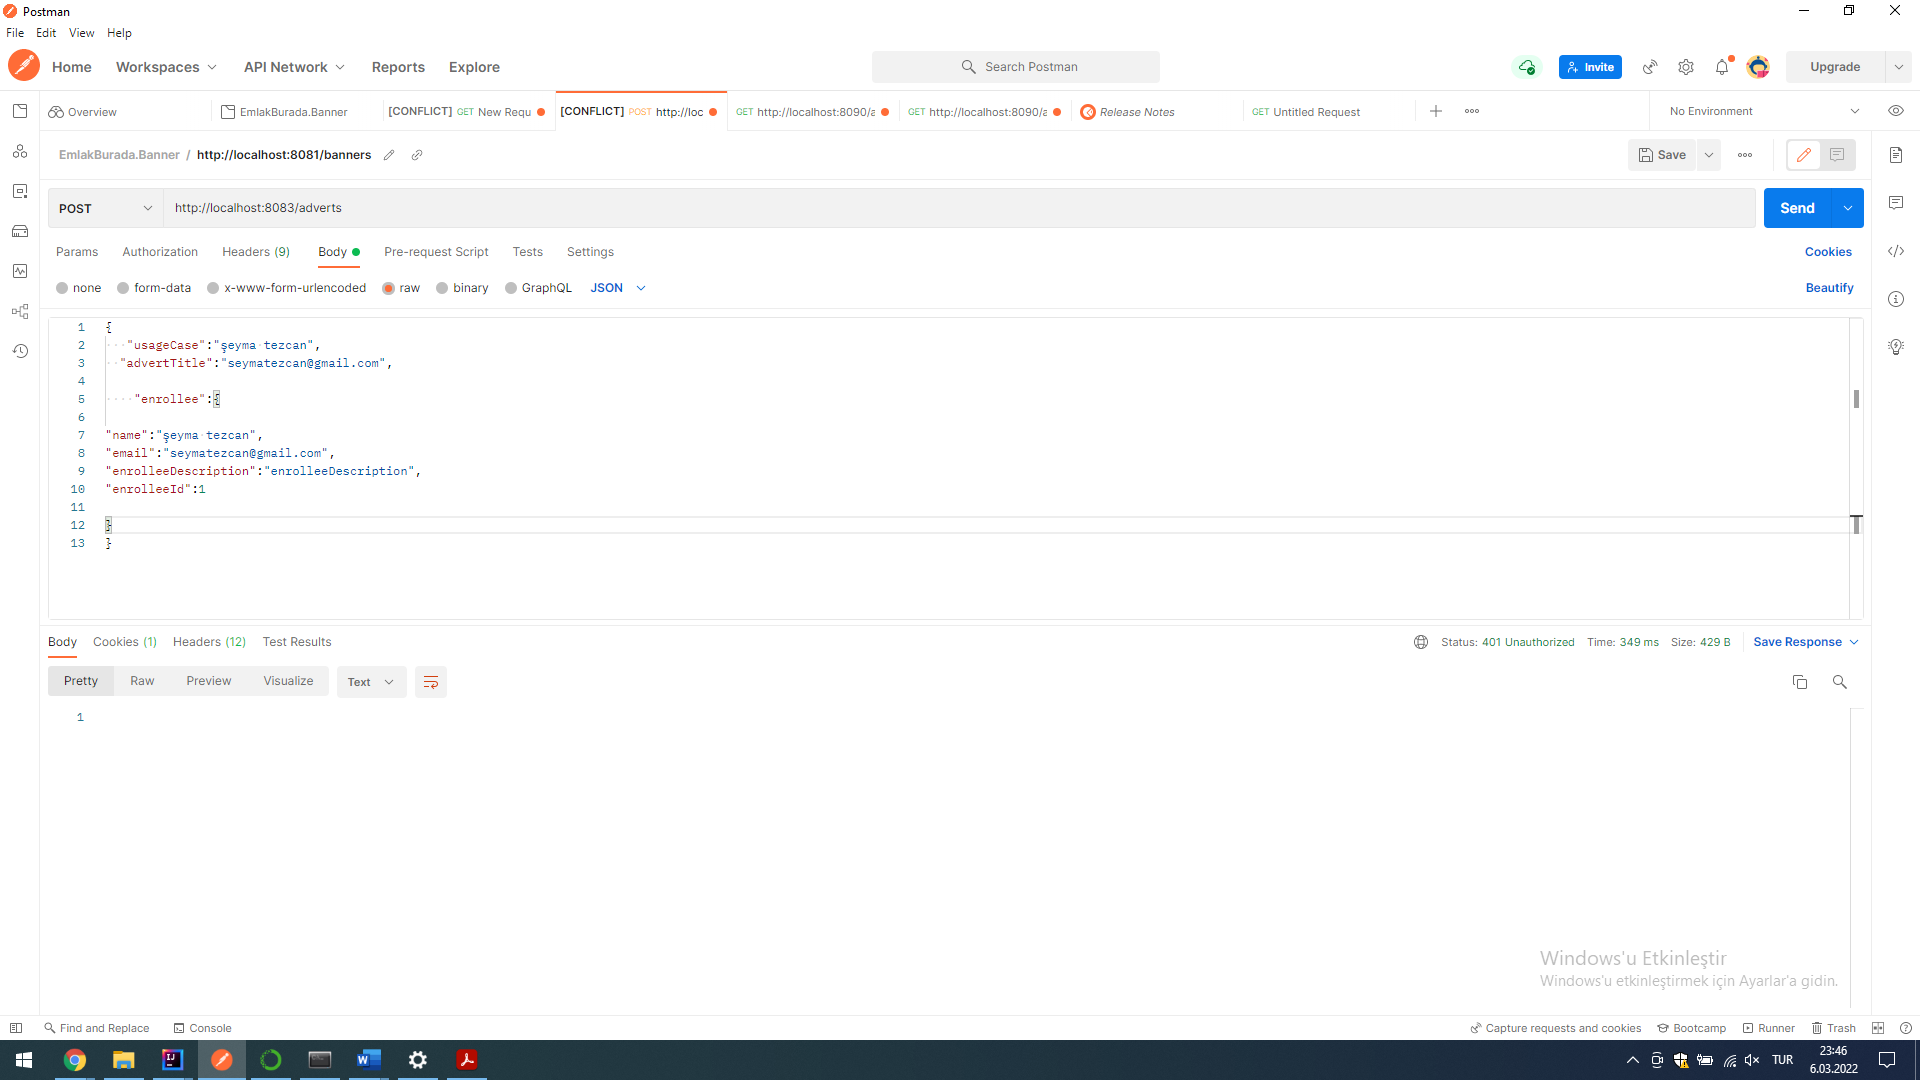 Postman
File Edit View Help
Home Workspaces API Network Reports Explore Search Postman Invite Upgrade
Overview EmlakBurada.Banner [CONFLICT] GET New Requ [CONFLICT] POST http://loc GET http://localhost:8090/a GET http://localhost:8090/a Release Notes GET Untitled Request No Environment
EmlakBurada.Banner / http://localhost:8081/banners Save
POST http://localhost:8083/adverts Send
Params Authorization Headers (9) Body Pre-request Script Tests Settings Cookies
none form-data x-www-form-urlencoded raw binary GraphQL JSON Beautify
1 {
2 "usageCase":"şeyma tezcan",
3 "advertTitle":"seymatezcan@gmail.com",
4
5 "enrollee":{
6
7 "name":"şeyma tezcan",
8 "email":"seymatezcan@gmail.com",
9 "enrolleeDescription":"enrolleeDescription",
10 "enrolleeId":1
11
12 }
13 }
Body Cookies (1) Headers (12) Test Results Status: 401 Unauthorized Time: 349 ms Size: 429 B Save Response
Pretty Raw Preview Visualize Text
1
Windows'u Etkinleştir
Windows'u etkinleştirmek için Ayarlar'a gidin.
Find and Replace Console Capture requests and cookies Bootcamp Runner Trash
TUR 23:46
6.03.2022